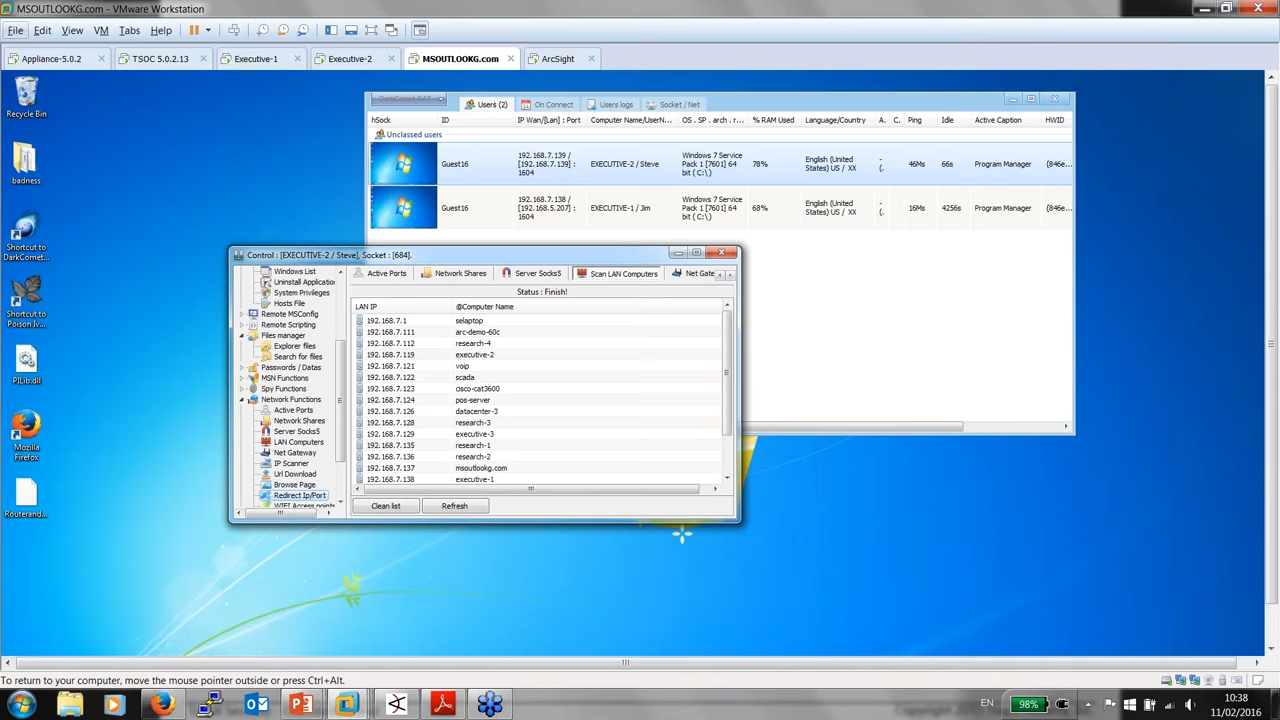 MSOUTLOOKG.com - VMware Workstation
File Edit View VM Tabs Help
Appliance-5.0.2 TSOC 5.0.2.13 Executive-1 Executive-2 MSOUTLOOKG.com ArcSight
Recycle Bin
badness
Shortcut to
DarkComet...
Shortcut to
Poison Iv...
PILib.dll
Mozilla
Firefox
Routerand...
DarkComet-RAT Users (2) On Connect Users logs Socket / Net
hSock ID IP Wan/[Lan] : Port Computer Name/UserN... OS . SP . arch . r... % RAM Used Language/Country A. C. Ping Idle Active Caption HWID
Unclassed users
Guest16 192.168.7.139 / [192.168.7.139] : 1604 EXECUTIVE-2 / Steve Windows 7 Service Pack 1 [7601] 64 bit ( C:\ ) 78% English (United States) US / XX - (. 46Ms 66s Program Manager {846e...
Guest16 192.168.7.138 / [192.168.5.207] : 1604 EXECUTIVE-1 / Jim Windows 7 Service Pack 1 [7601] 64 bit ( C:\ ) 68% English (United States) US / XX - (. 16Ms 4256s Program Manager {846e...
Control : [EXECUTIVE-2 / Steve], Socket : [684].
Windows List
Uninstall Applicatio
System Privileges
Hosts File
Remote MSConfig
Remote Scripting
Files manager
Explorer files
Search for files
Passwords / Datas
MSN Functions
Spy Functions
Network Functions
Active Ports
Network Shares
Server Socks5
LAN Computers
Net Gateway
IP Scanner
Url Download
Browse Page
Redirect Ip/Port
WIFI Access points
Active Ports Network Shares Server Socks5 Scan LAN Computers Net Gate
Status : Finish!
LAN IP @Computer Name
192.168.7.1 selaptop
192.168.7.111 arc-demo-60c
192.168.7.112 research-4
192.168.7.119 executive-2
192.168.7.121 voip
192.168.7.122 scada
192.168.7.123 cisco-cat3600
192.168.7.124 pos-server
192.168.7.126 datacenter-3
192.168.7.128 research-3
192.168.7.129 executive-3
192.168.7.135 research-1
192.168.7.136 research-2
192.168.7.137 msoutlookg.com
192.168.7.138 executive-1
Clean list Refresh
To return to your computer, move the mouse pointer outside or press Ctrl+Alt.
EN 98% 10:38
11/02/2016